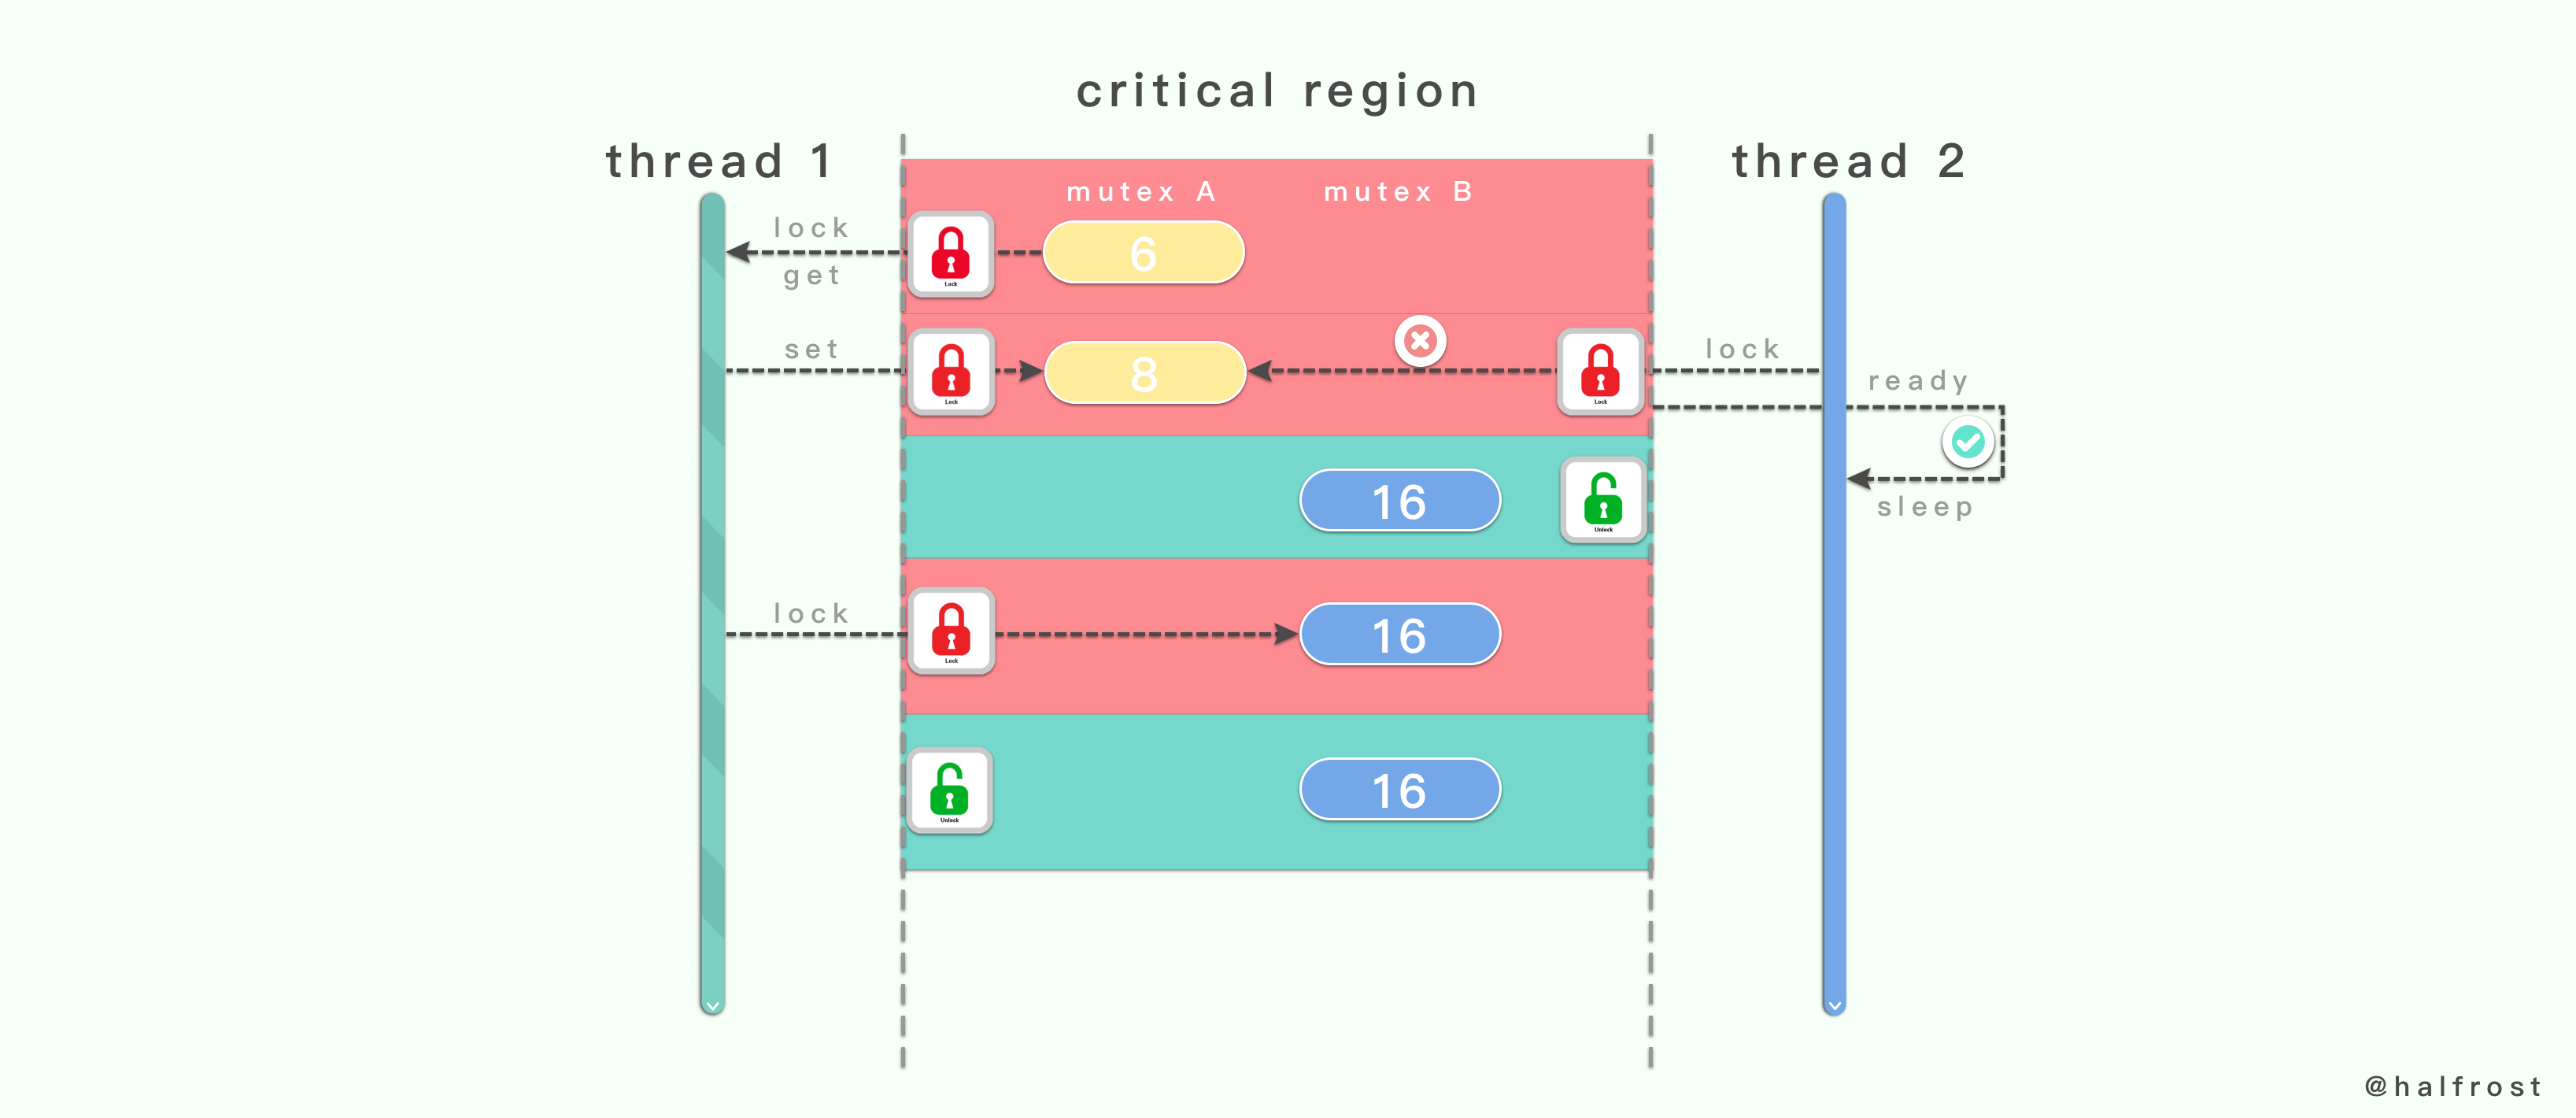 critical region
thread 1
thread 2
mutex A
mutex B
lock
6
get
Lock
set
8
lock
Lock
Lock
ready
16
sleep
Unlock
lock
16
Lock
16
Unlock
@halfrost